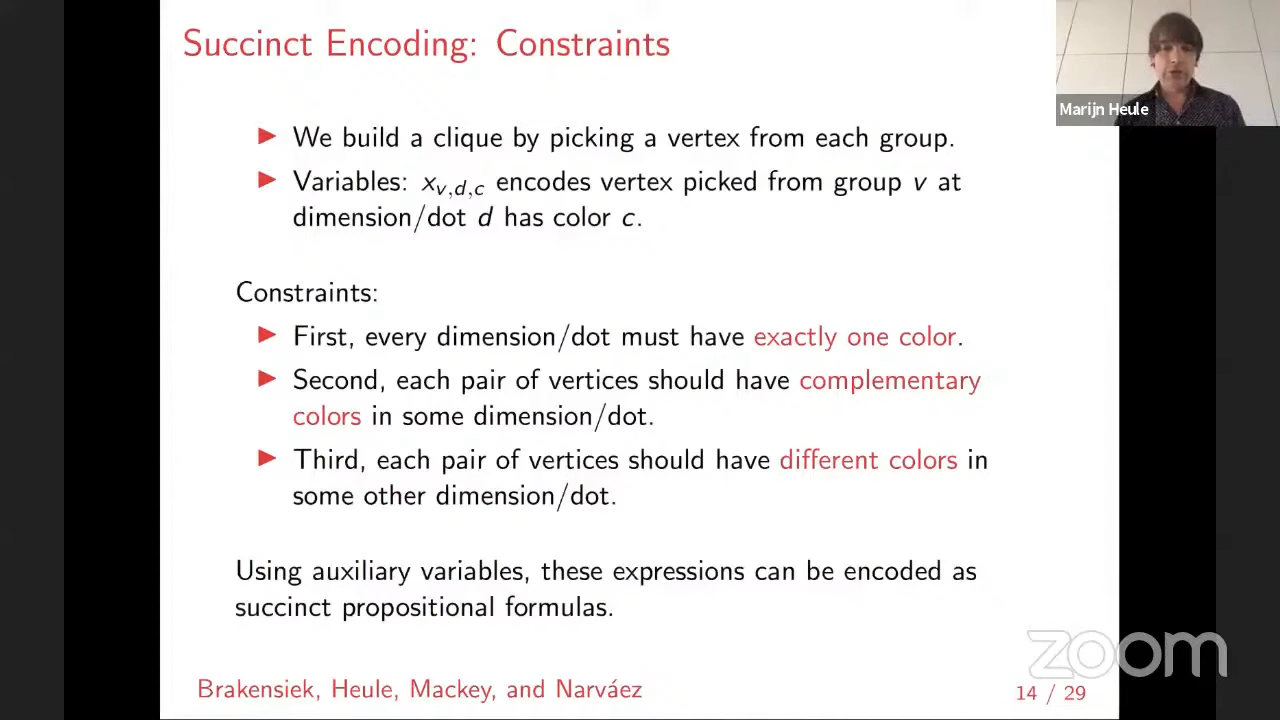 Succinct Encoding: Constraints
Marijn Heule
▶ We build a clique by picking a vertex from each group.
▶ Variables: x_{v,d,c} encodes vertex picked from group v at
dimension/dot d has color c.
Constraints:
▶ First, every dimension/dot must have exactly one color.
▶ Second, each pair of vertices should have complementary
colors in some dimension/dot.
▶ Third, each pair of vertices should have different colors in
some other dimension/dot.
Using auxiliary variables, these expressions can be encoded as
succinct propositional formulas.
zoom
Brakensiek, Heule, Mackey, and Narváez
14 / 29